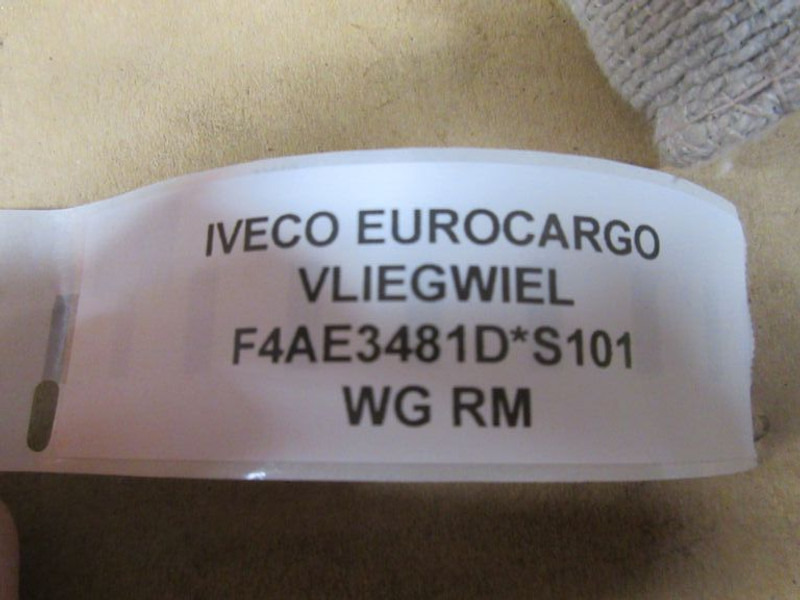 IVECO EUROCARGO
VLIEGWIEL
F4AE3481D*S101
WG RM